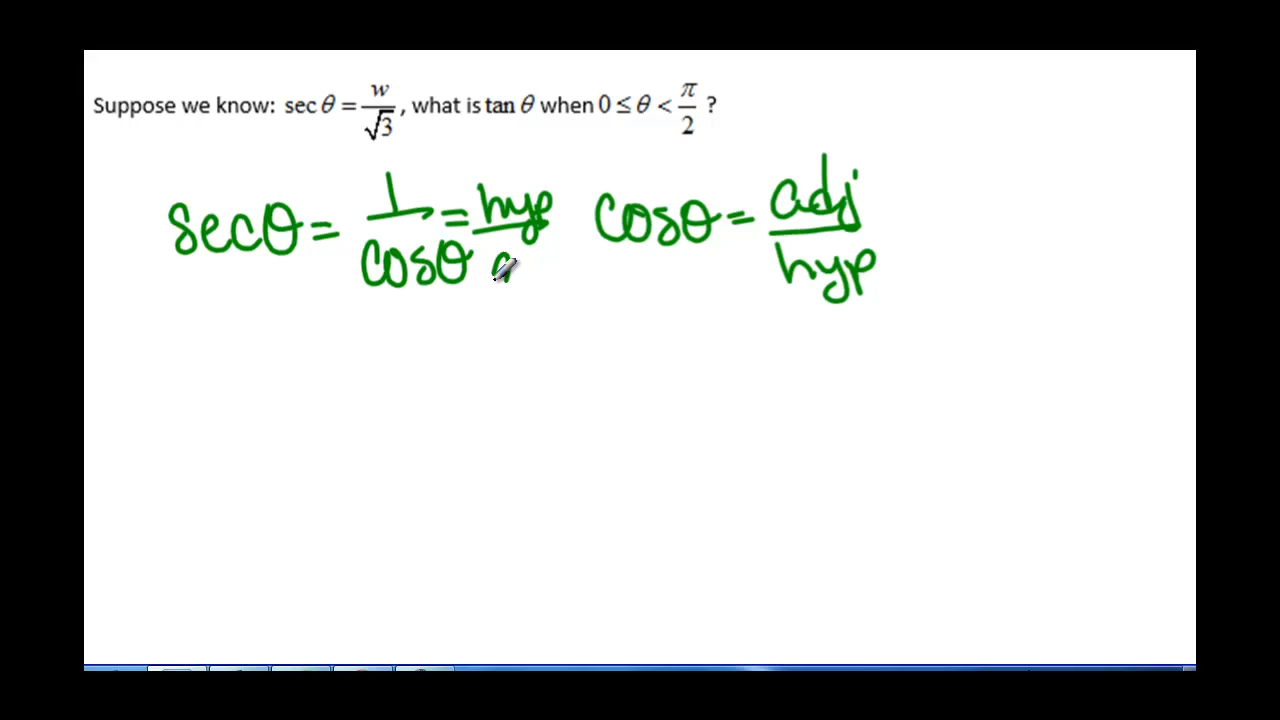 Suppose we know: sec θ = w/√3, what is tan θ when 0 ≤ θ < π/2 ?
secθ = 1/cosθ = hyp/a cosθ = adj/hyp